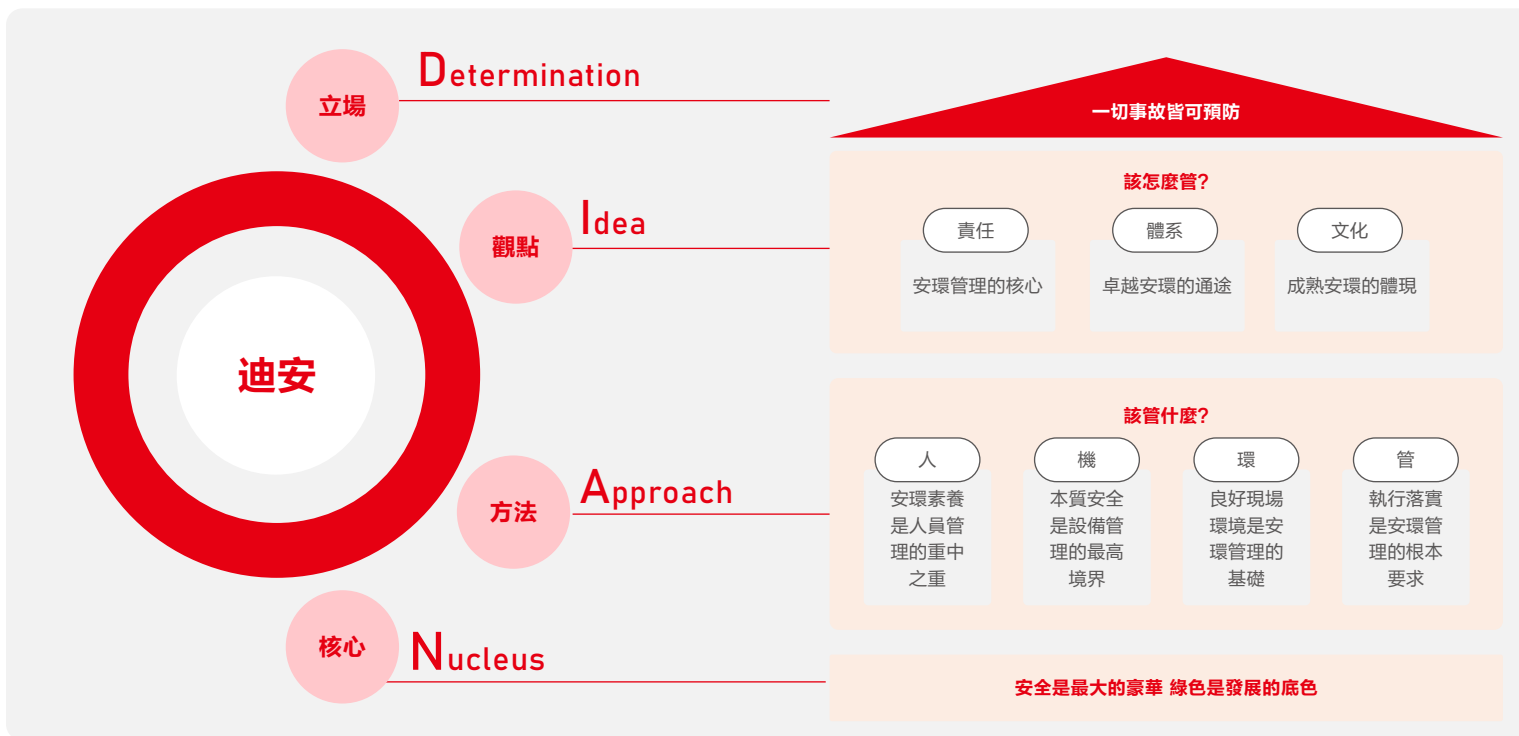 立場
Determination
一切事故皆可預防
迪安
觀點
Idea
該怎麼管?
責任
安環管理的核心
體系
卓越安環的通途
文化
成熟安環的體現
方法
Approach
該管什麼?
人
安環素養
是人員管
理的重中
之重
機
本質安全
是設備管
理的最高
境界
環
良好現場
環境是安
環管理的
基礎
管
執行落實
是安環管
理的根本
要求
核心
Nucleus
安全是最大的豪華 綠色是發展的底色